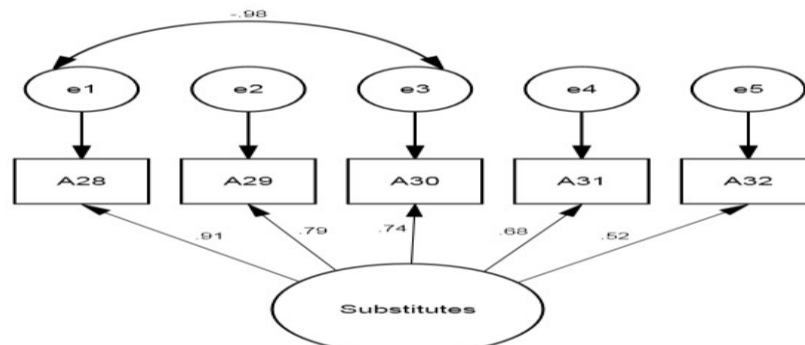 -.98
e1 e2 e3 e4 e5
A28 A29 A30 A31 A32
.91 .79 .74 .68 .52
Substitutes